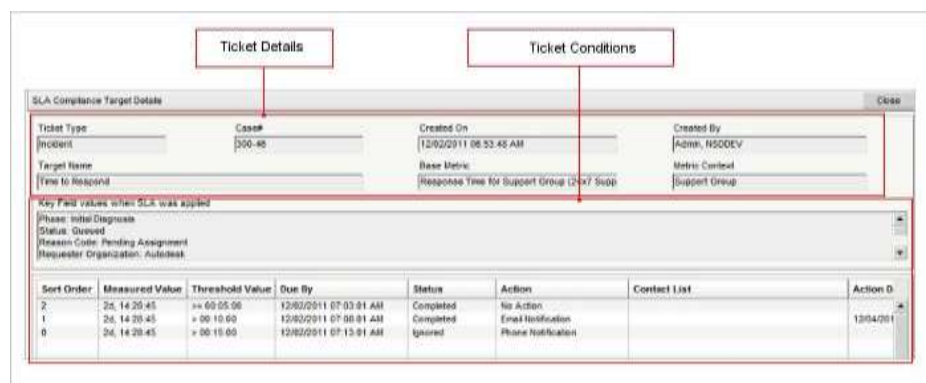 Ticket Details
Ticket Conditions
SLA Compliance Target Details
Close
Ticket Type
Case#
Created On
Created By
Incident
300-48
12/02/2011 06:53:48 AM
Admn, NSDDEV
Target Name
Base Metric
Metric Context
Time to Respond
Response Time for Support Group (24x7 Supp
Support Group
Key Field values when SLA was applied
Phase: Initial Diagnosis
Status: Queued
Reason Code: Pending Assignment
Requester Organization: Autodesk
Sort Order Measured Value Threshold Value Due By Status Action Contact List Action D
2 2d, 14:20:45 >= 00:05:00 12/02/2011 07:03:01 AM Completed No Action
1 2d, 14:20:45 > 00:10:00 12/02/2011 07:08:01 AM Completed Email Notification 12/04/201
0 2d, 14:20:45 > 00:15:00 12/02/2011 07:13:01 AM Ignored Phone Notification